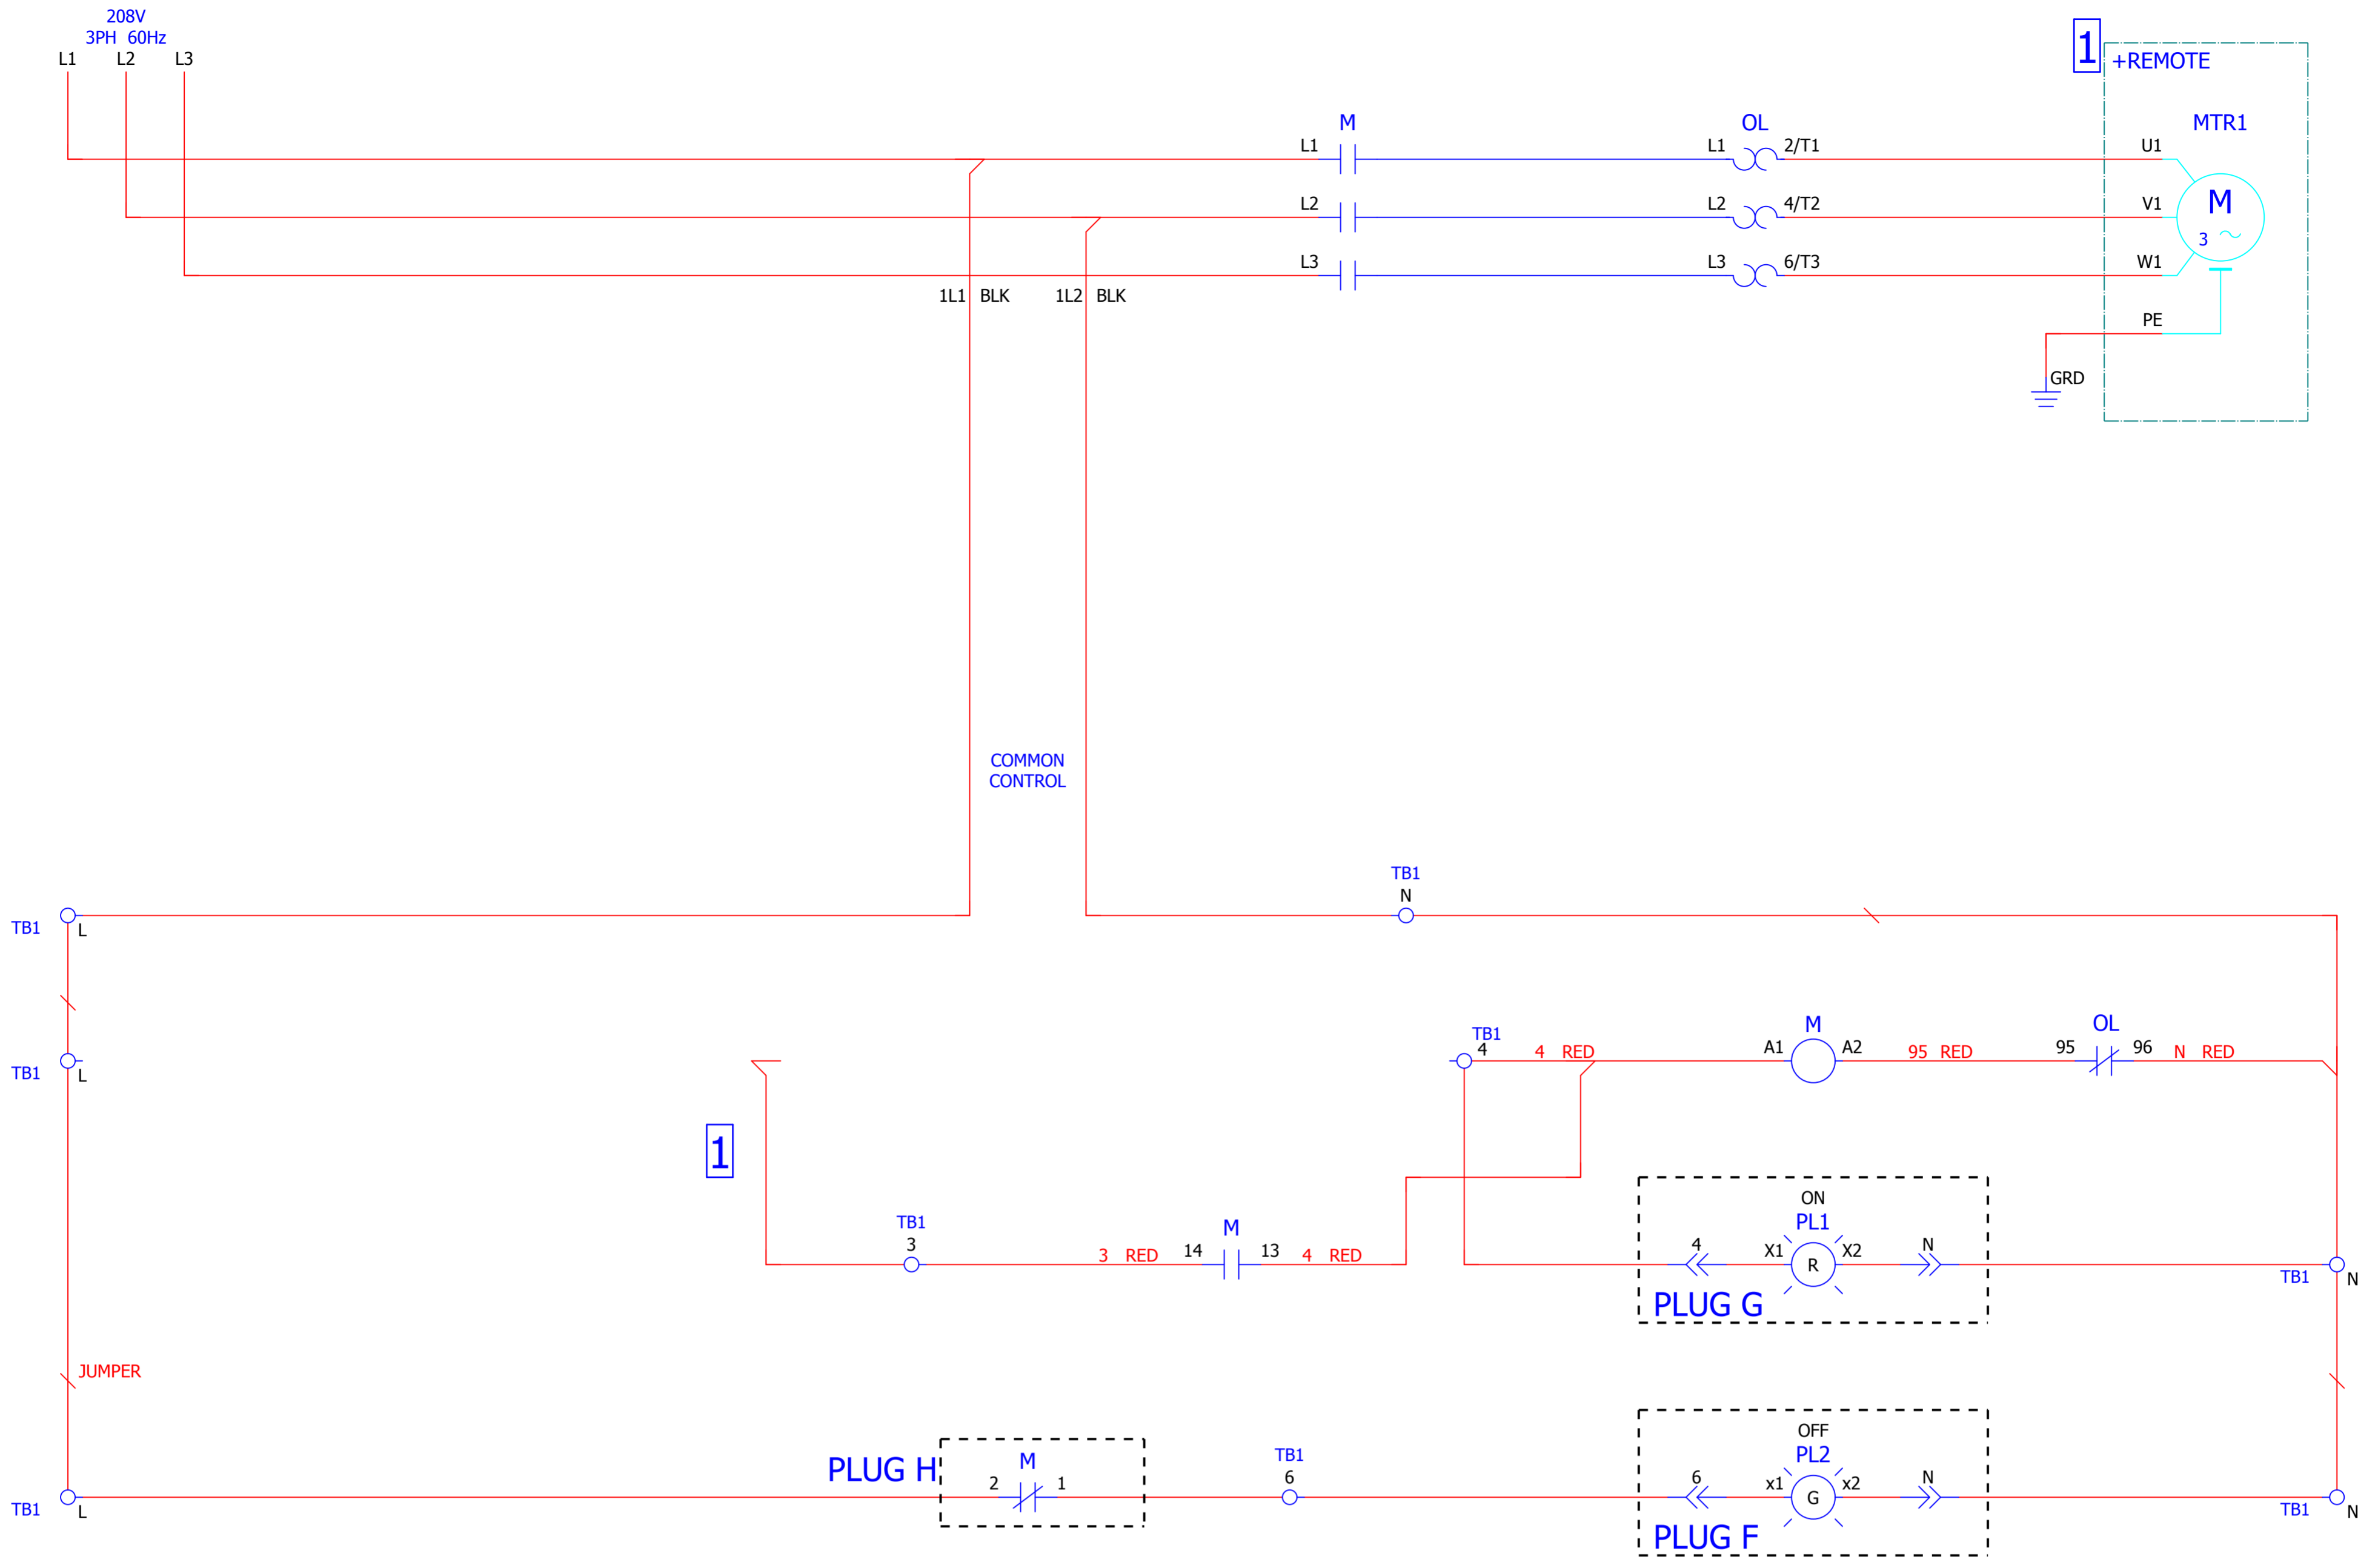 208V
3PH 60Hz
L1 L2 L3
1
+REMOTE
M OL MTR1
L1 L1 2/T1 U1
L2 L2 4/T2 V1
M
3
L3 L3 6/T3 W1
1L1 BLK 1L2 BLK
PE
GRD
COMMON
CONTROL
TB1
N
TB1 L
M OL
TB1
4 4 RED A1 A2 95 RED 95 96 N RED
TB1 L
1
ON
TB1 M PL1
3 3 RED 14 13 4 RED 4 X1 X2 N
R
TB1 N
PLUG G
JUMPER
OFF
PLUG H M TB1 PL2
2 1 6 6 x1 x2 N
G
TB1 L TB1 N
PLUG F